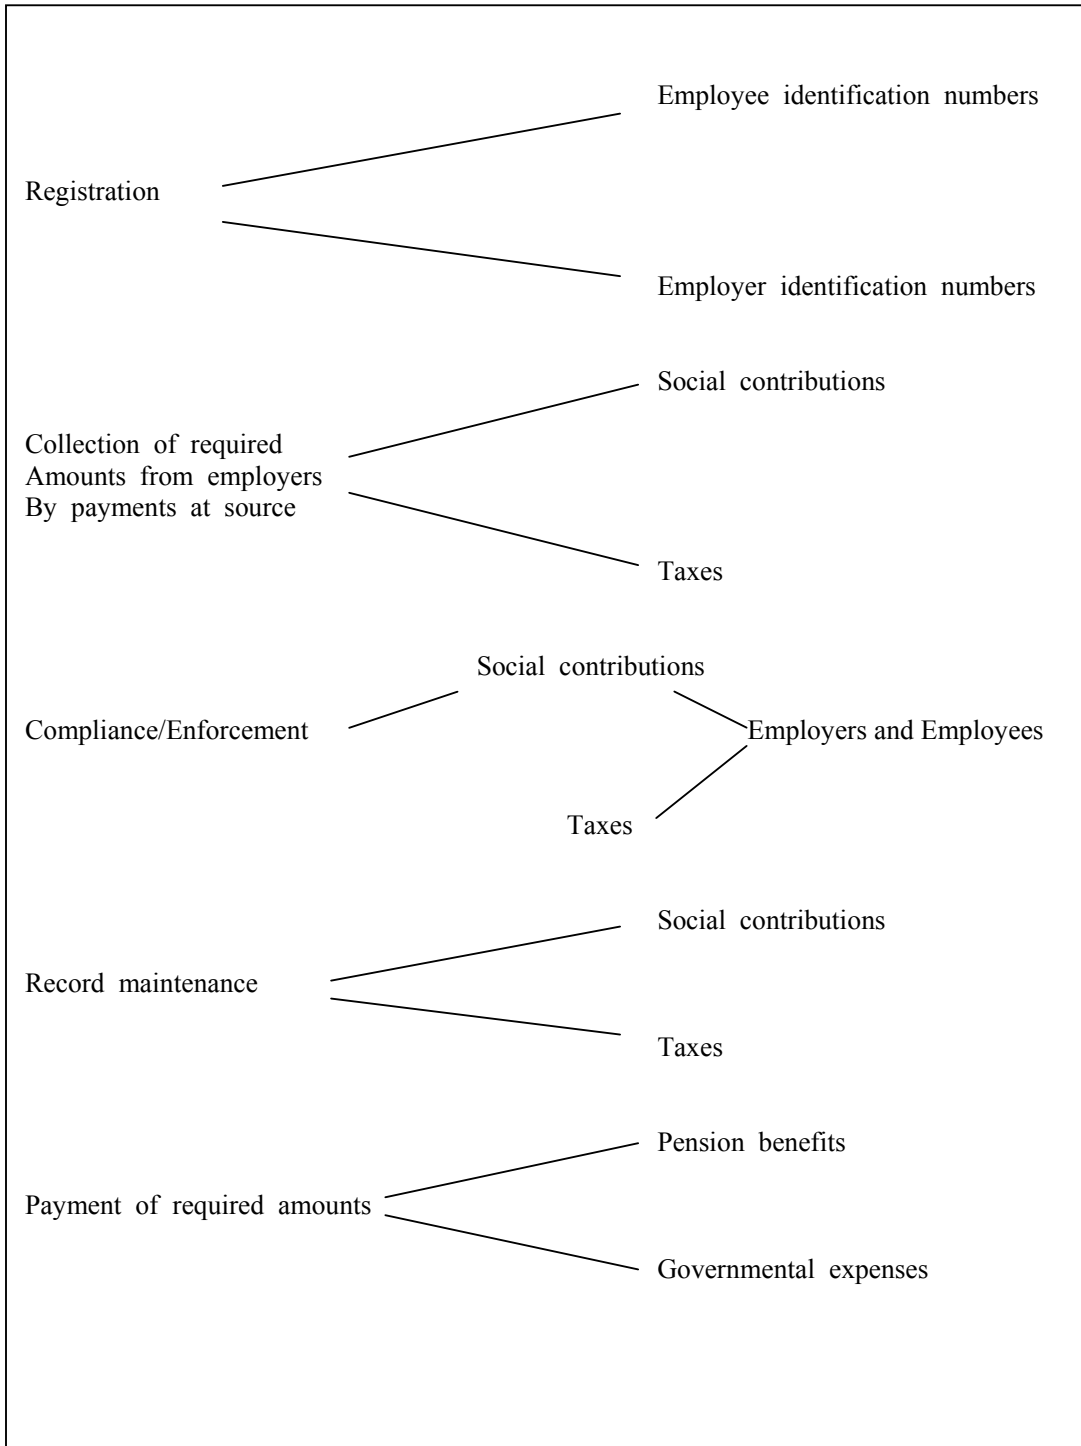 Employee identification numbers
Registration
Employer identification numbers
Social contributions
Collection of required
Amounts from employers
By payments at source
Taxes
Social contributions
Compliance/Enforcement
Employers and Employees
Taxes
Social contributions
Record maintenance
Taxes
Pension benefits
Payment of required amounts
Governmental expenses